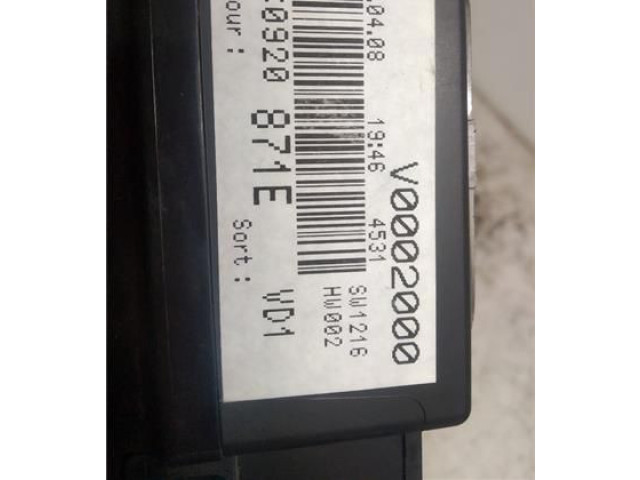 V0002000
.04.08 19:46 4531
SW1216
HW002
C0920 871E VD1
our: Sort: